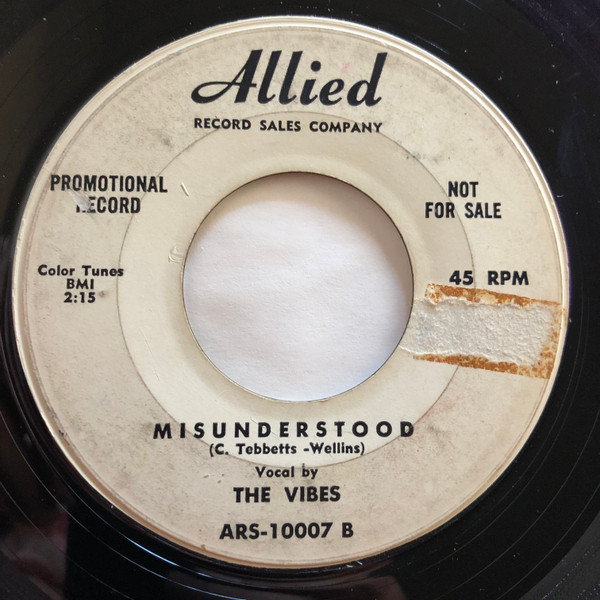 Allied
RECORD SALES COMPANY
PROMOTIONAL
RECORD
NOT
FOR SALE
Color Tunes
BMI
2:15
45 RPM
MISUNDERSTOOD
(C. Tebbetts -Wellins)
Vocal by
THE VIBES
ARS-10007 B